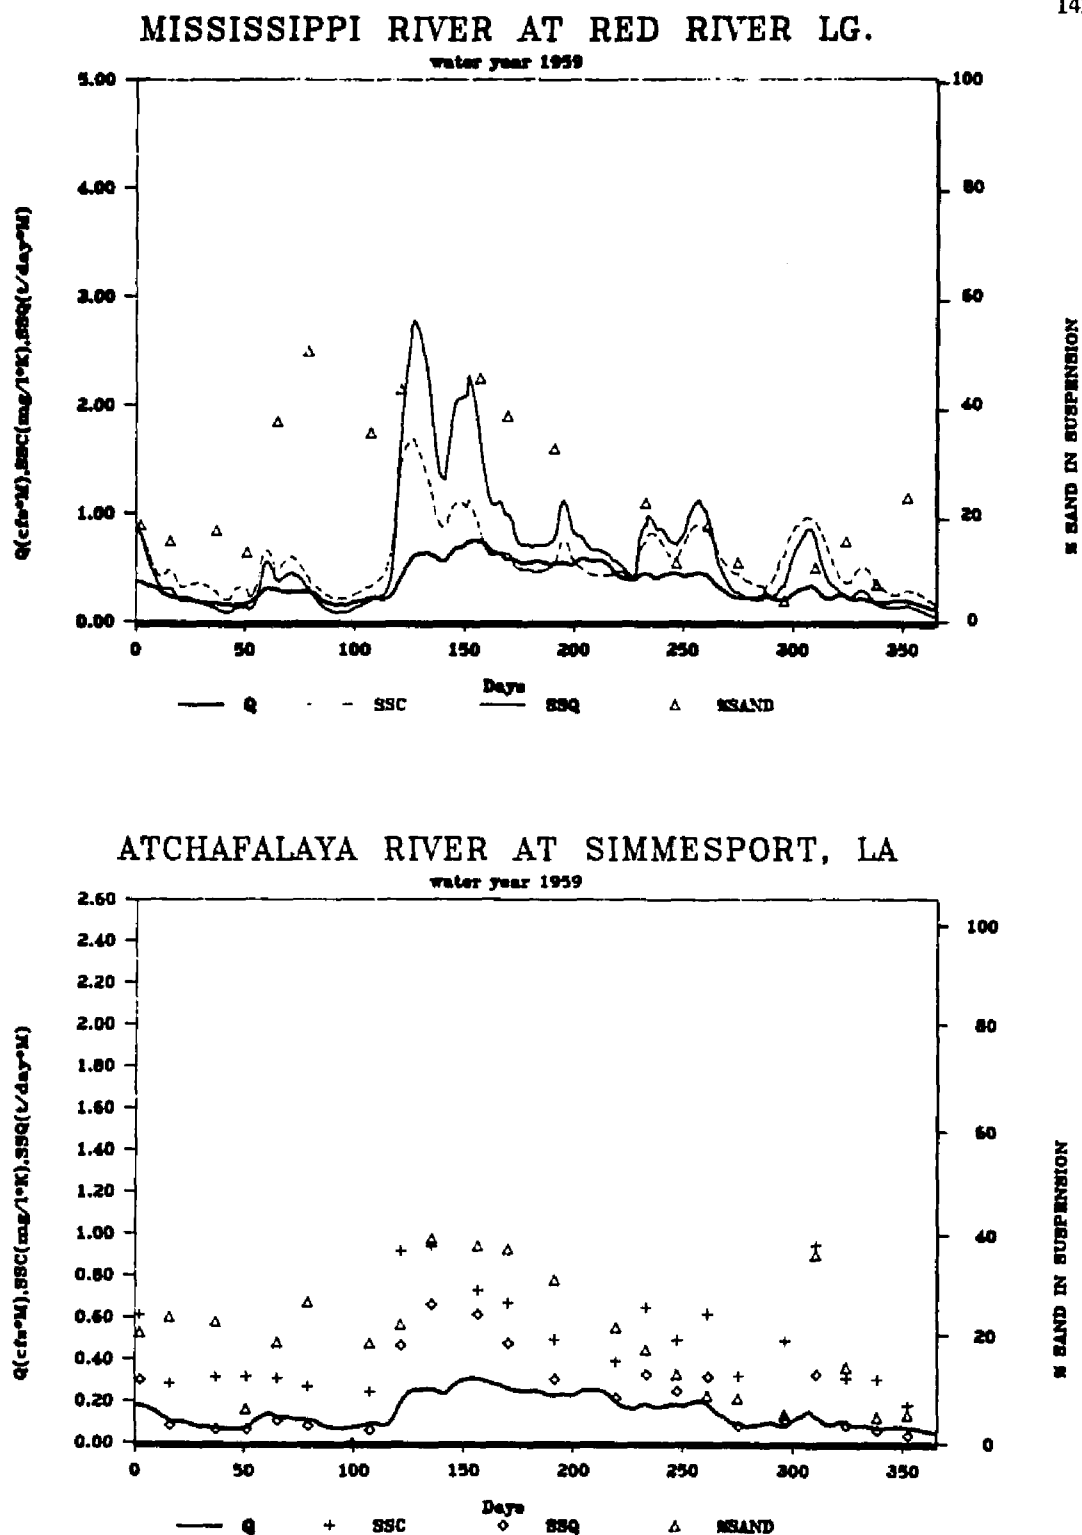 14
MISSISSIPPI RIVER AT RED RIVER LG.
water year 1959
5.00
4.00
3.00
2.00
1.00
0.00
100
80
60
40
20
0
Q(cfs*M),SSC(mg/l*K),SSQ(t/day*M)
% SAND IN SUSPENSION
0 50 100 150 200 250 300 350
Days
Q SSC SSQ %SAND
ATCHAFALAYA RIVER AT SIMMESPORT, LA
water year 1959
2.60
2.40
2.20
2.00
1.80
1.60
1.40
1.20
1.00
0.80
0.60
0.40
0.20
0.00
100
80
60
40
20
0
Q(cfs*M),SSC(mg/l*K),SSQ(t/day*M)
% SAND IN SUSPENSION
0 50 100 150 200 250 300 350
Days
Q SSC SSQ %SAND